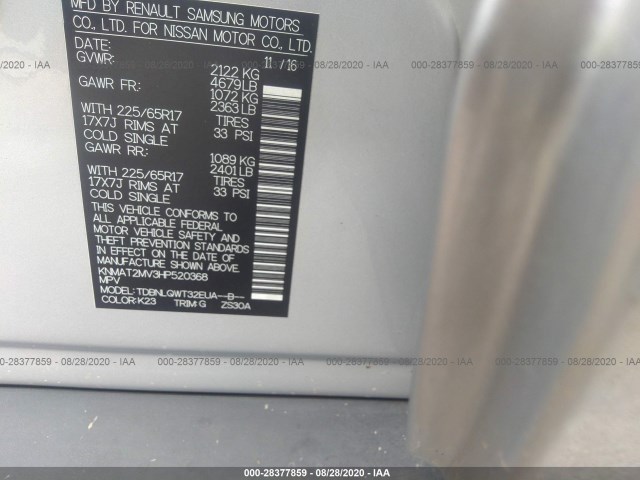 MFD BY RENAULT SAMSUNG MOTORS
CO., LTD. FOR NISSAN MOTOR CO., LTD.
DATE: 11 / 16
GVWR: 2122 KG
4679 LB
GAWR FR: 1072 KG
2363 LB
WITH 225/65R17 TIRES
17X7J RIMS AT 33 PSI
COLD SINGLE
GAWR RR: 1089 KG
2401 LB
WITH 225/65R17 TIRES
17X7J RIMS AT 33 PSI
COLD SINGLE
THIS VEHICLE CONFORMS TO
ALL APPLICABLE FEDERAL
MOTOR VEHICLE SAFETY AND
THEFT PREVENTION STANDARDS
IN EFFECT ON THE DATE OF
MANUFACTURE SHOWN ABOVE.
KNMAT2MV3HP520368
MPV
MODEL: TDBNLQWT32EUA--B--
COLOR: K23 TRIM: G ZS30A
000-28377859 - 08/28/2020 - IAA